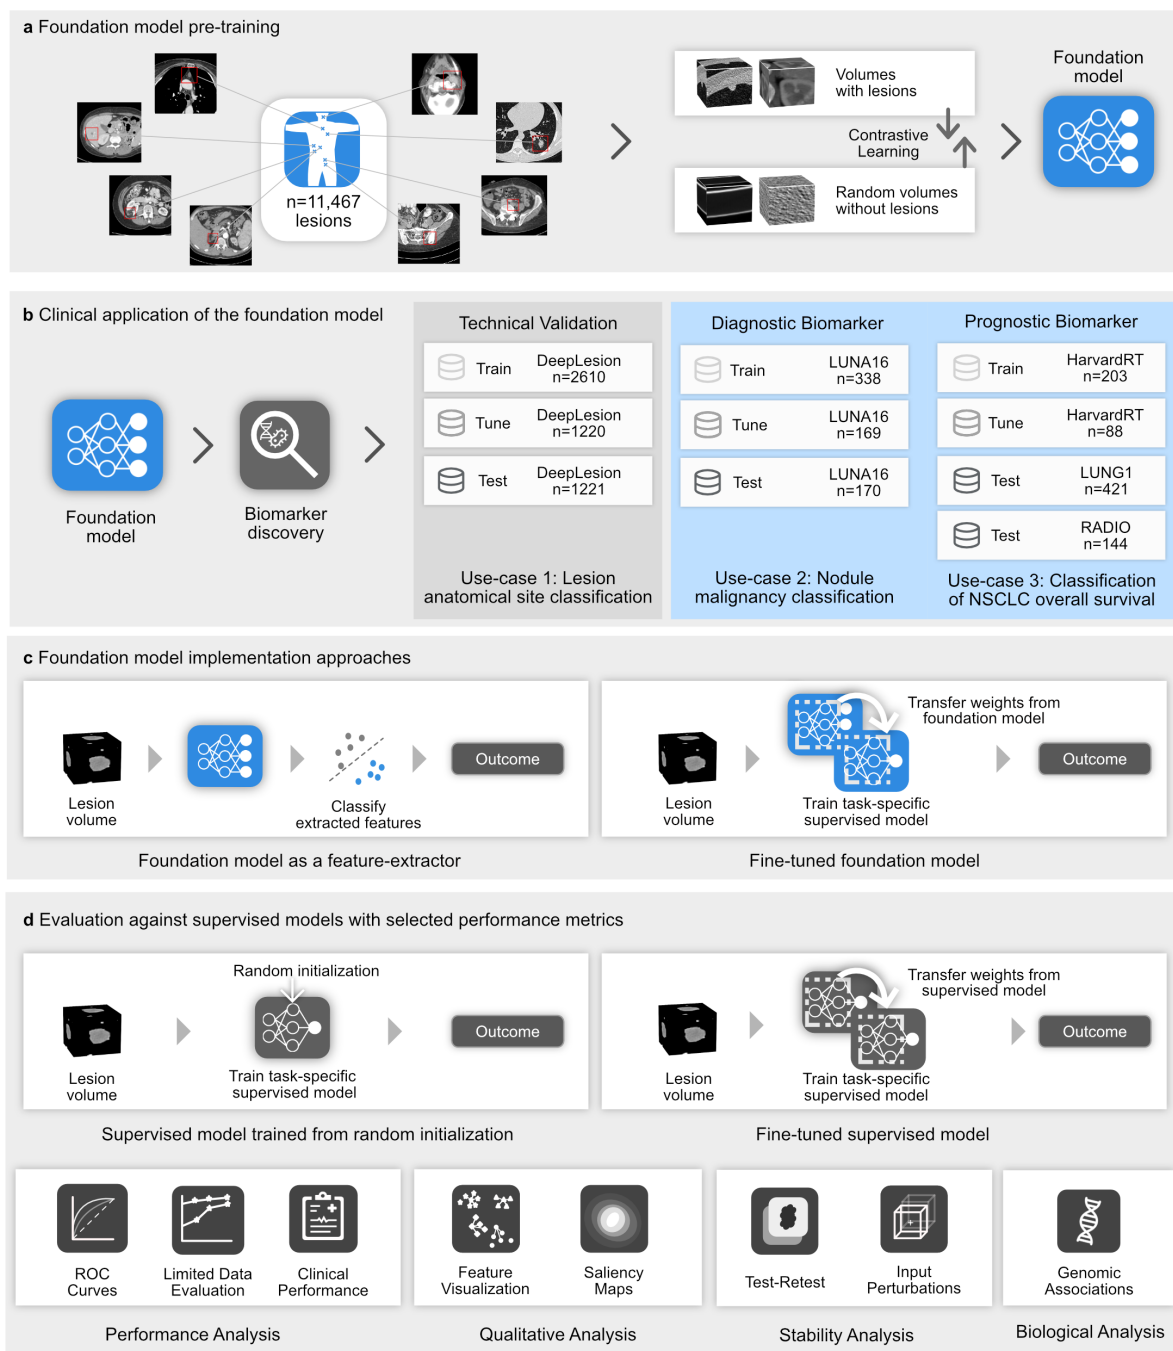 a Foundation model pre-training
n=11,467
lesions
Volumes
with lesions
Contrastive
Learning
Random volumes
without lesions
Foundation
model
b Clinical application of the foundation model
Foundation
model
Biomarker
discovery
Technical Validation
Train
DeepLesion
n=2610
Tune
DeepLesion
n=1220
Test
DeepLesion
n=1221
Use-case 1: Lesion
anatomical site classification
Diagnostic Biomarker
Train
LUNA16
n=338
Tune
LUNA16
n=169
Test
LUNA16
n=170
Use-case 2: Nodule
malignancy classification
Prognostic Biomarker
Train
HarvardRT
n=203
Tune
HarvardRT
n=88
Test
LUNG1
n=421
Test
RADIO
n=144
Use-case 3: Classification
of NSCLC overall survival
c Foundation model implementation approaches
Lesion
volume
Classify
extracted features
Outcome
Foundation model as a feature-extractor
Lesion
volume
Transfer weights from
foundation model
Train task-specific
supervised model
Outcome
Fine-tuned foundation model
d Evaluation against supervised models with selected performance metrics
Lesion
volume
Random initialization
Train task-specific
supervised model
Outcome
Supervised model trained from random initialization
Lesion
volume
Transfer weights from
supervised model
Train task-specific
supervised model
Outcome
Fine-tuned supervised model
ROC
Curves
Limited Data
Evaluation
Clinical
Performance
Performance Analysis
Feature
Visualization
Saliency
Maps
Qualitative Analysis
Test-Retest
Input
Perturbations
Stability Analysis
Genomic
Associations
Biological Analysis